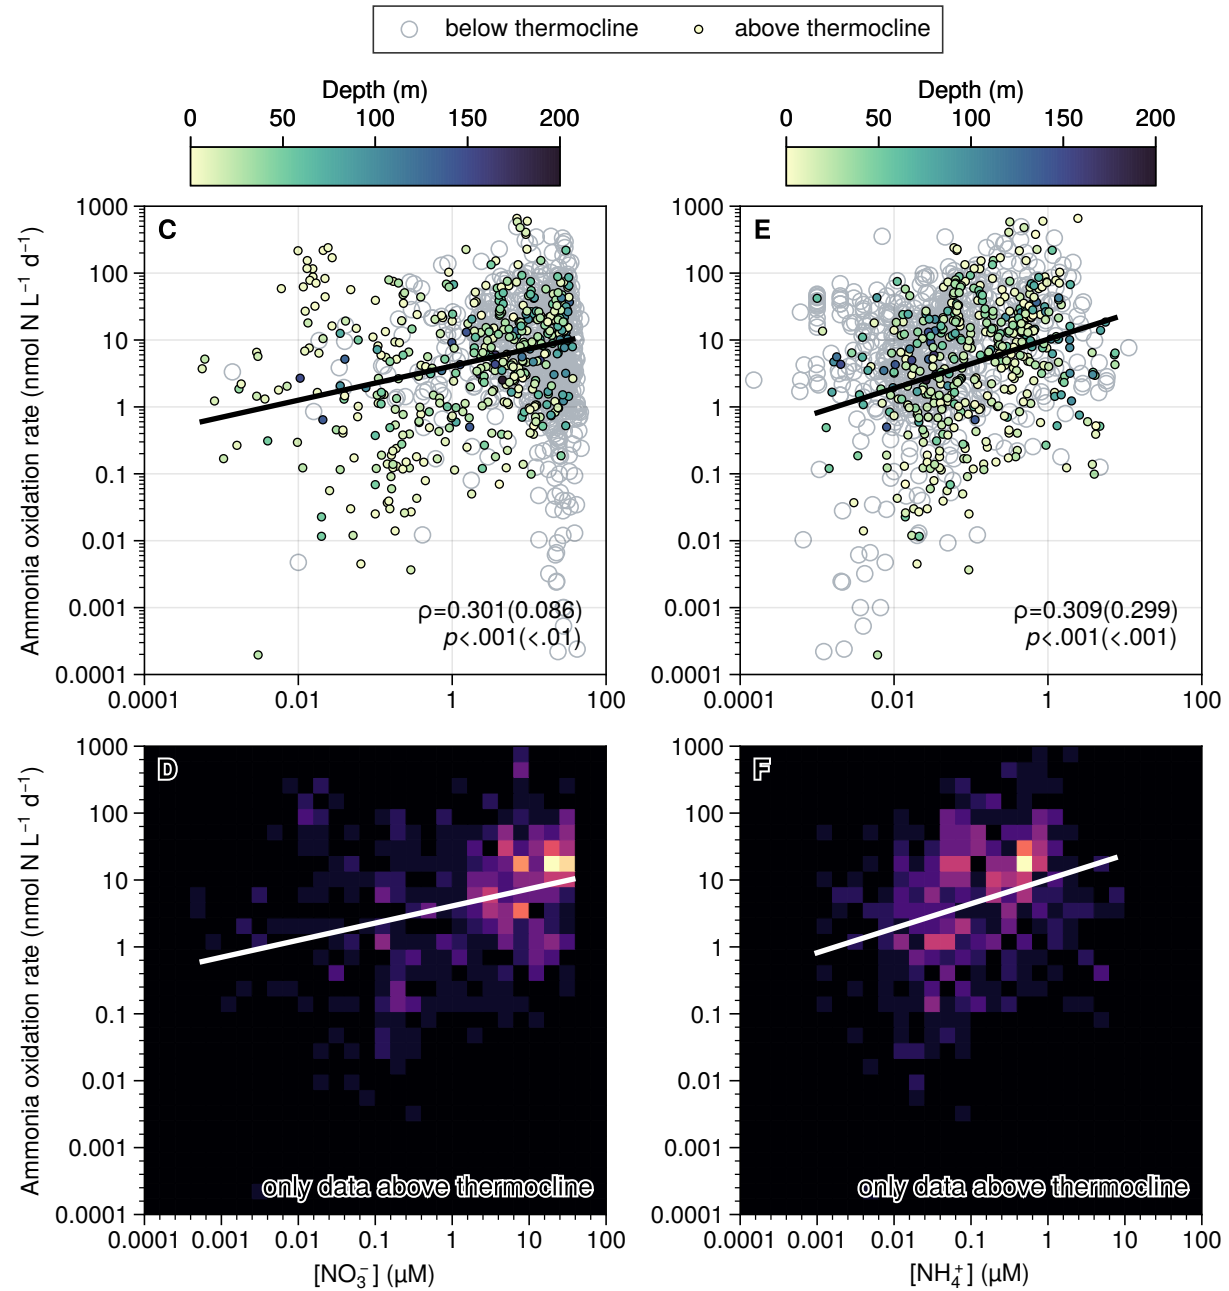 below thermocline above thermocline
Depth (m) Depth (m)
0 50 100 150 200 0 50 100 150 200
C
1000
100
10
1
0.1
0.01
0.001
0.0001
Ammonia oxidation rate (nmol N L⁻¹ d⁻¹)
ρ=0.301(0.086)
p<.001(<.01)
0.0001 0.01 1 100
E
1000
100
10
1
0.1
0.01
0.001
0.0001
ρ=0.309(0.299)
p<.001(<.001)
0.0001 0.01 1 100
D
1000
100
10
1
0.1
0.01
0.001
0.0001
Ammonia oxidation rate (nmol N L⁻¹ d⁻¹)
only data above thermocline
0.0001 0.001 0.01 0.1 1 10 100
[NO₃⁻] (μM)
F
1000
100
10
1
0.1
0.01
0.001
0.0001
only data above thermocline
0.0001 0.001 0.01 0.1 1 10 100
[NH₄⁺] (μM)